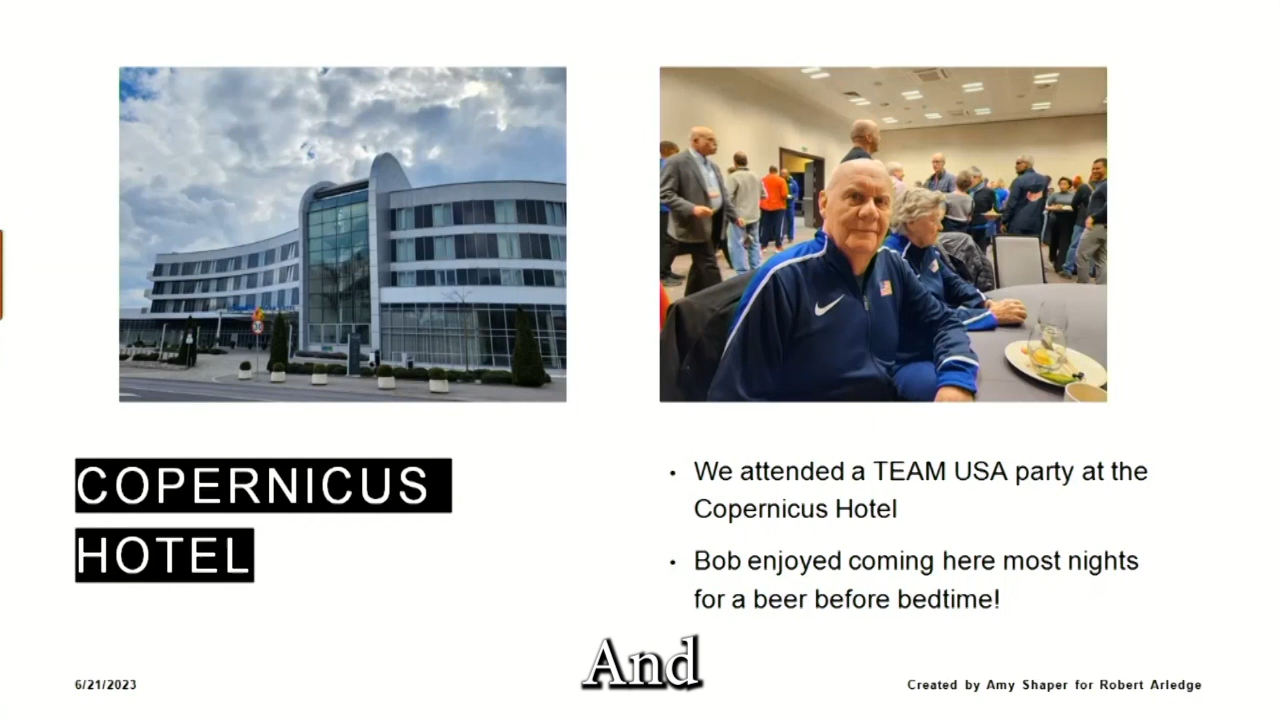 COPERNICUS
HOTEL
• We attended a TEAM USA party at the
Copernicus Hotel
• Bob enjoyed coming here most nights
for a beer before bedtime!
And
6/21/2023
Created by Amy Shaper for Robert Arledge